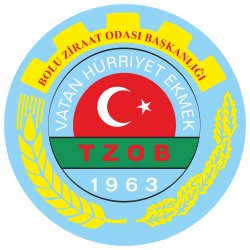 BOLU ZİRAAT ODASI BAŞKANLIĞI
VATAN HÜRRİYET EKMEK
TZOB
1963